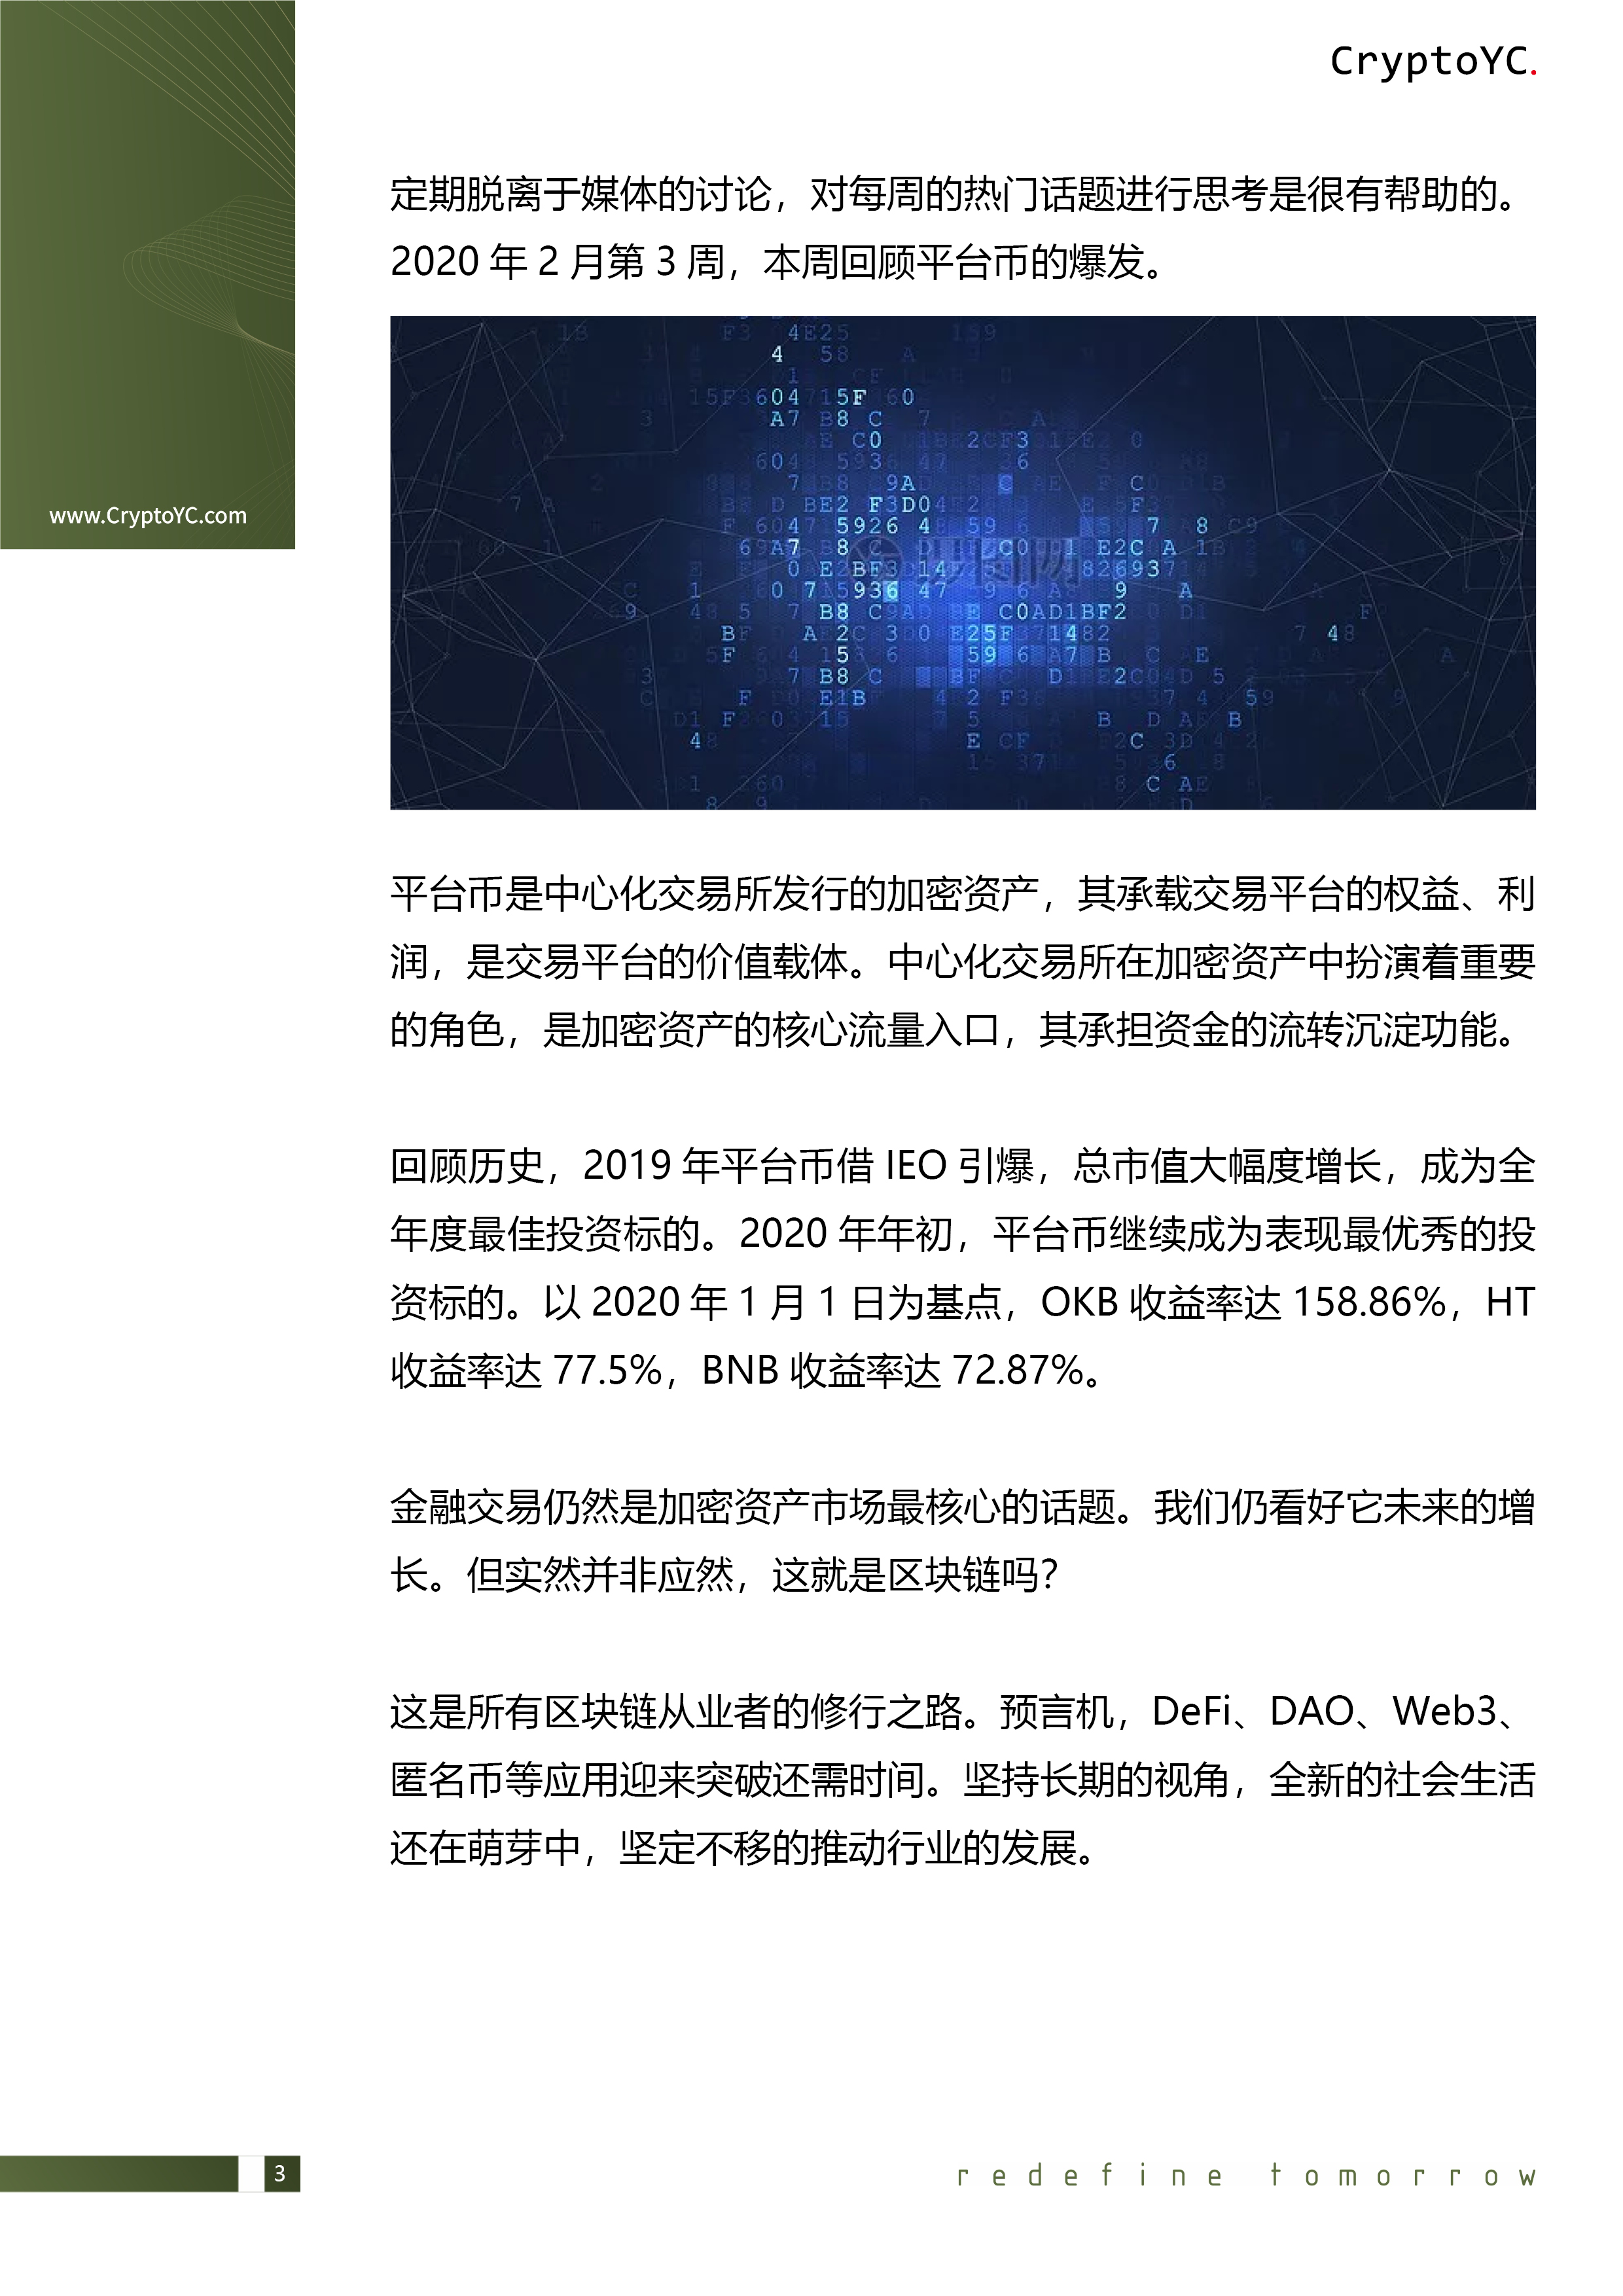 CryptoYC.
www.CryptoYC.com
定期脱离于媒体的讨论，对每周的热门话题进行思考是很有帮助的。
2020 年 2 月第 3 周，本周回顾平台币的爆发。
平台币是中心化交易所发行的加密资产，其承载交易平台的权益、利
润，是交易平台的价值载体。中心化交易所在加密资产中扮演着重要
的角色，是加密资产的核心流量入口，其承担资金的流转沉淀功能。
回顾历史，2019 年平台币借 IEO 引爆，总市值大幅度增长，成为全
年度最佳投资标的。2020 年年初，平台币继续成为表现最优秀的投
资标的。以 2020 年 1 月 1 日为基点，OKB 收益率达 158.86%，HT
收益率达 77.5%，BNB 收益率达 72.87%。
金融交易仍然是加密资产市场最核心的话题。我们仍看好它未来的增
长。但实然并非应然，这就是区块链吗？
这是所有区块链从业者的修行之路。预言机，DeFi、DAO、Web3、
匿名币等应用迎来突破还需时间。坚持长期的视角，全新的社会生活
还在萌芽中，坚定不移的推动行业的发展。
3
redefine tomorrow